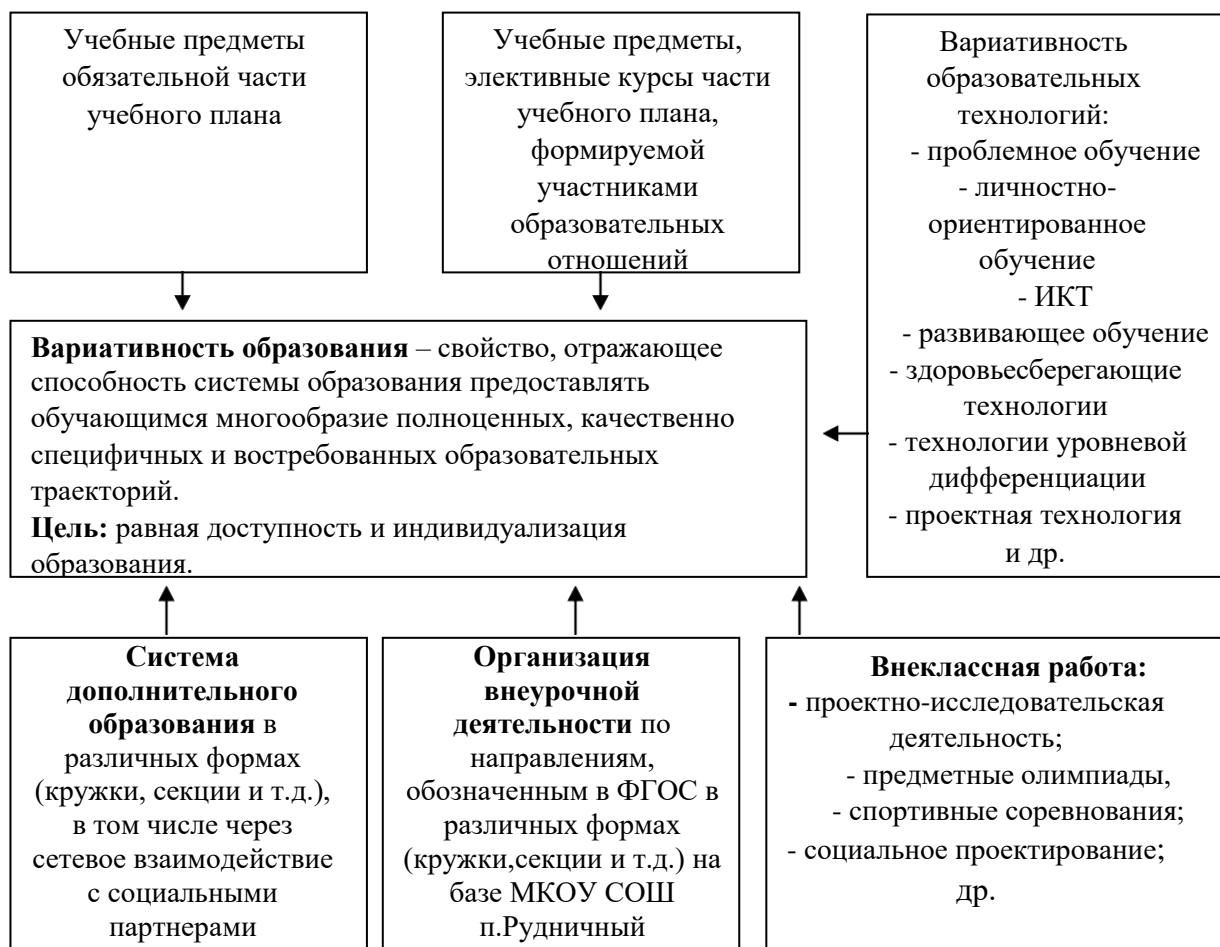 Учебные предметы
обязательной части
учебного плана
Учебные предметы,
элективные курсы части
учебного плана,
формируемой
участниками
образовательных
отношений
Вариативность
образовательных
технологий:
- проблемное обучение
- личностно-
ориентированное
обучение
- ИКТ
- развивающее обучение
- здоровьесберегающие
технологии
- технологии уровневой
дифференциации
- проектная технология
и др.
Вариативность образования – свойство, отражающее
способность системы образования предоставлять
обучающимся многообразие полноценных, качественно
специфичных и востребованных образовательных
траекторий.
Цель: равная доступность и индивидуализация
образования.
Система
дополнительного
образования в
различных формах
(кружки, секции и т.д.),
в том числе через
сетевое взаимодействие
с социальными
партнерами
Организация
внеурочной
деятельности по
направлениям,
обозначенным в ФГОС в
различных формах
(кружки,секции и т.д.) на
базе МКОУ СОШ
п.Рудничный
Внеклассная работа:
- проектно-исследовательская
деятельность;
- предметные олимпиады,
- спортивные соревнования;
- социальное проектирование;
др.